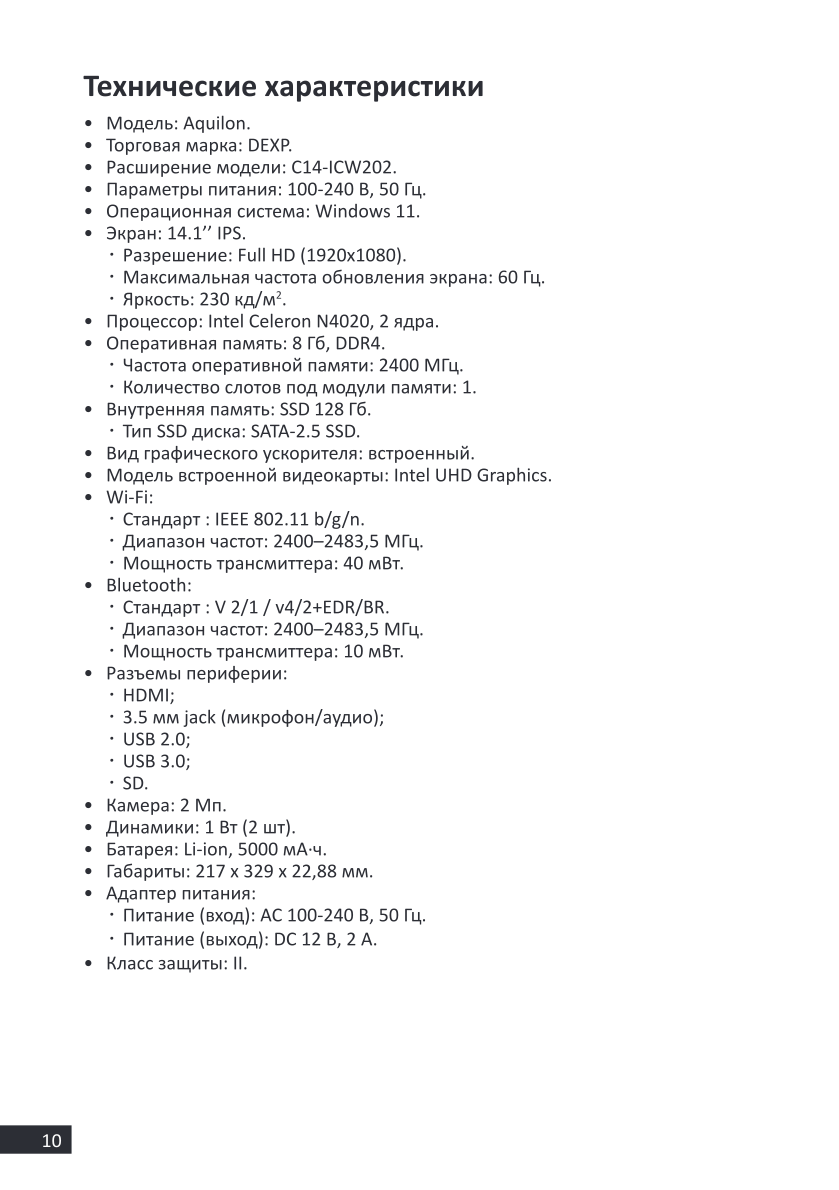 Технические характеристики
• Модель: Aquilon.
• Торговая марка: DEXP.
• Расширение модели: C14-ICW202.
• Параметры питания: 100-240 В, 50 Гц.
• Операционная система: Windows 11.
• Экран: 14.1’’ IPS.
· Разрешение: Full HD (1920x1080).
· Максимальная частота обновления экрана: 60 Гц.
· Яркость: 230 кд/м².
• Процессор: Intel Celeron N4020, 2 ядра.
• Оперативная память: 8 Гб, DDR4.
· Частота оперативной памяти: 2400 МГц.
· Количество слотов под модули памяти: 1.
• Внутренняя память: SSD 128 Гб.
· Тип SSD диска: SATA-2.5 SSD.
• Вид графического ускорителя: встроенный.
• Модель встроенной видеокарты: Intel UHD Graphics.
• Wi-Fi:
· Стандарт : IEEE 802.11 b/g/n.
· Диапазон частот: 2400–2483,5 МГц.
· Мощность трансмиттера: 40 мВт.
• Bluetooth:
· Стандарт : V 2/1 / v4/2+EDR/BR.
· Диапазон частот: 2400–2483,5 МГц.
· Мощность трансмиттера: 10 мВт.
• Разъемы периферии:
· HDMI;
· 3.5 мм jack (микрофон/аудио);
· USB 2.0;
· USB 3.0;
· SD.
• Камера: 2 Мп.
• Динамики: 1 Вт (2 шт).
• Батарея: Li-ion, 5000 мА·ч.
• Габариты: 217 х 329 х 22,88 мм.
• Адаптер питания:
· Питание (вход): AC 100-240 В, 50 Гц.
· Питание (выход): DC 12 В, 2 А.
• Класс защиты: II.
10